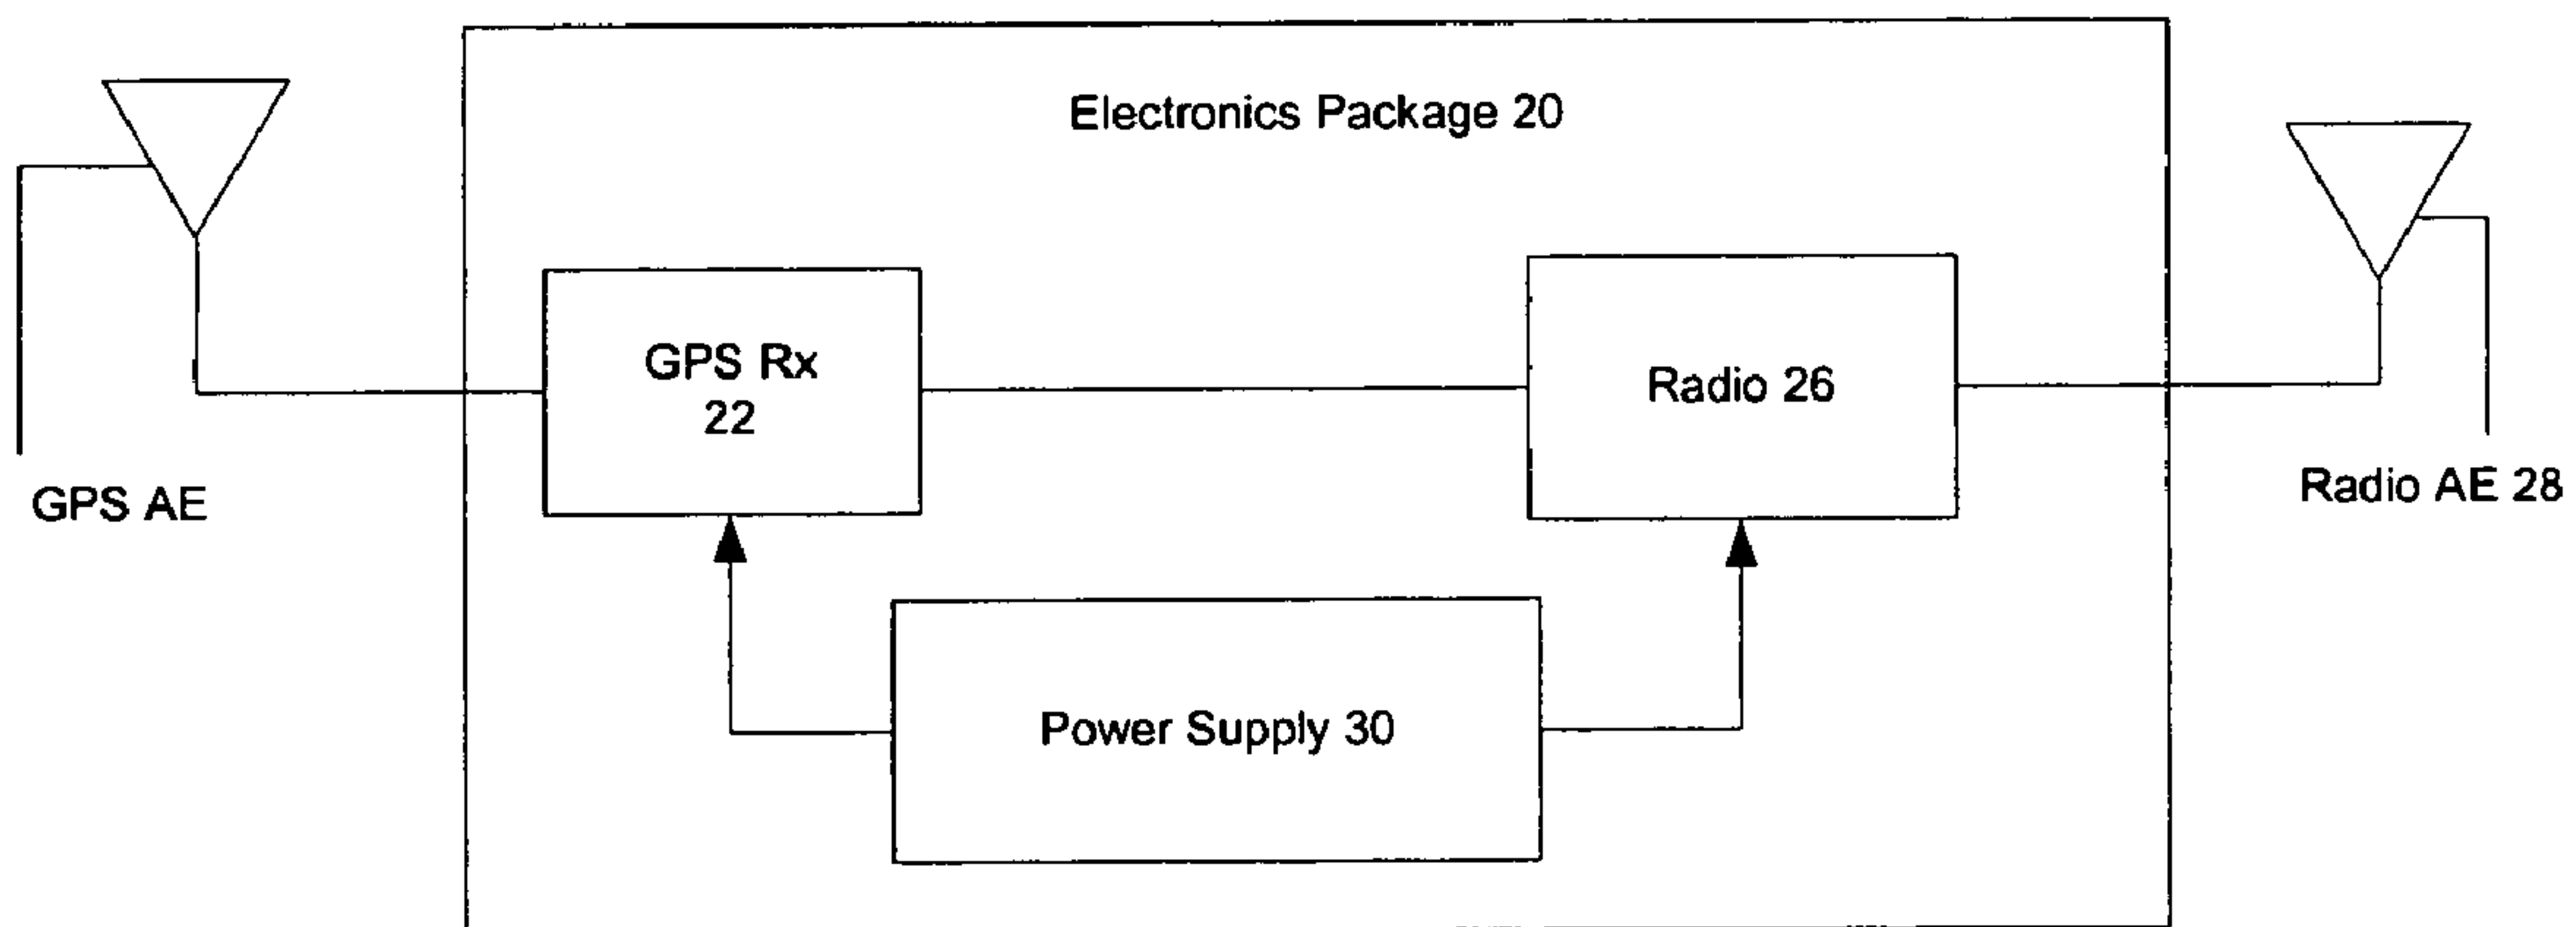 Electronics Package 20
GPS Rx
22
Radio 26
GPS AE
Radio AE 28
Power Supply 30